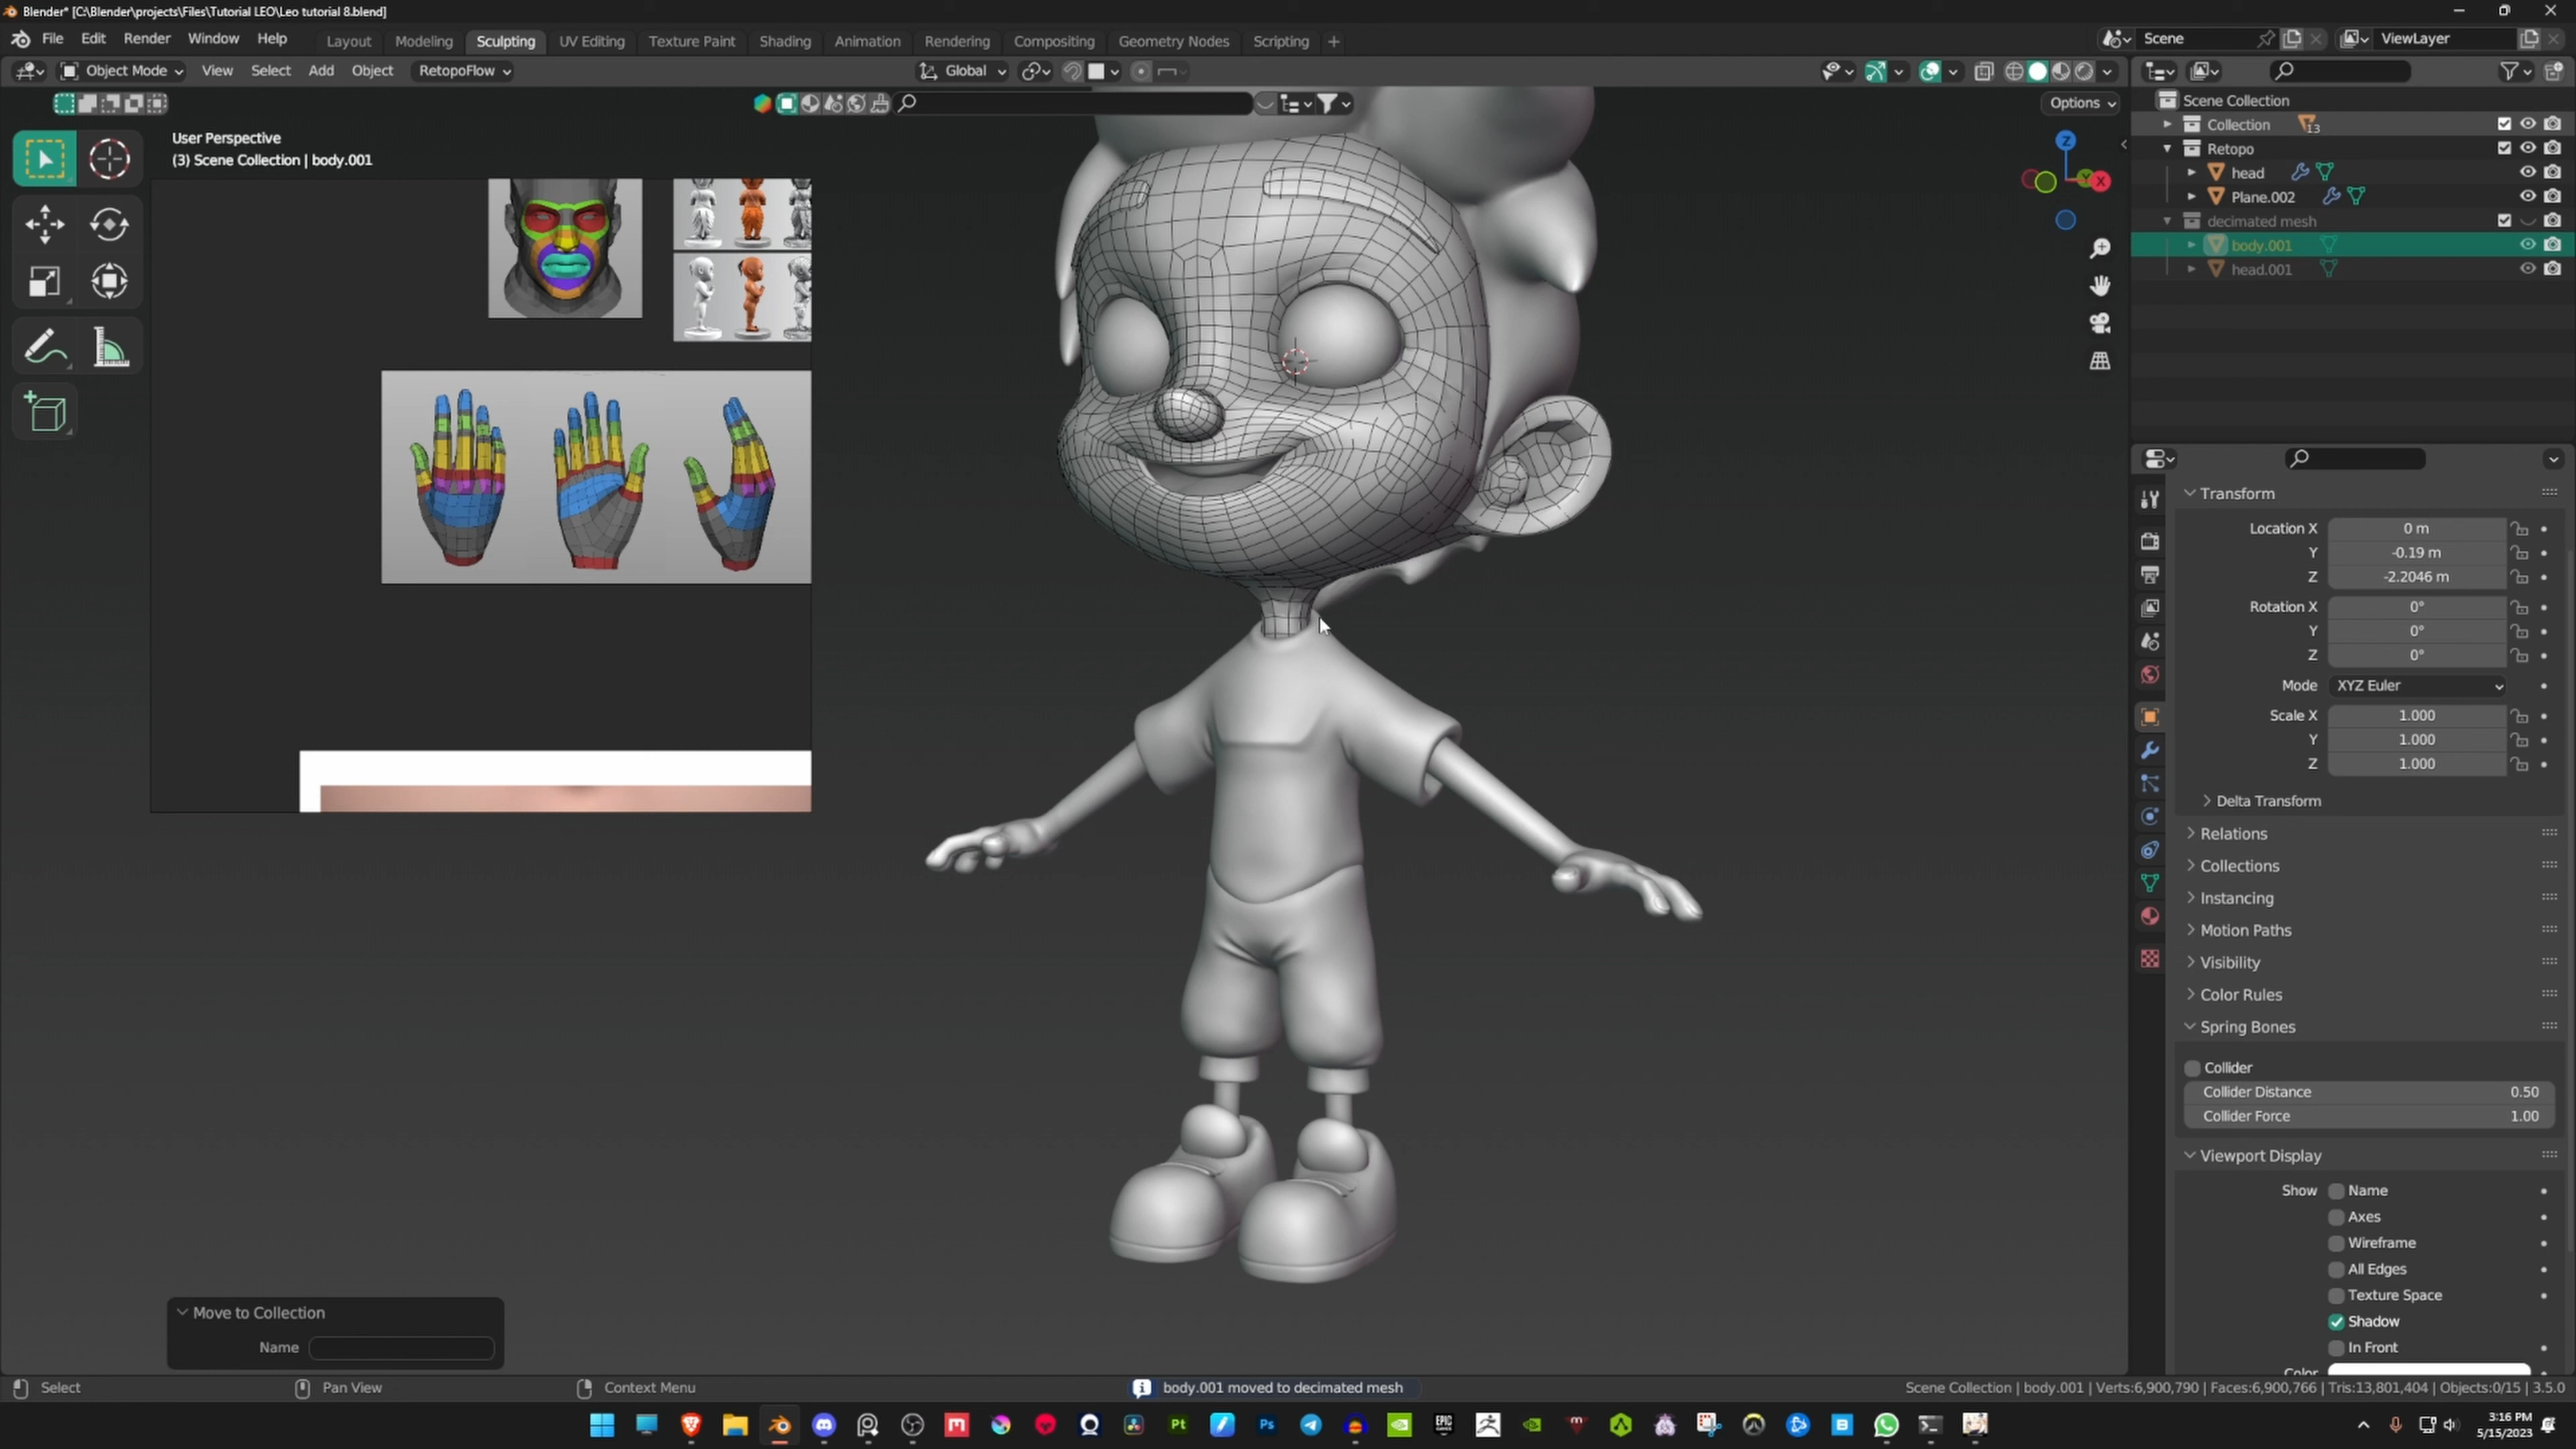 Blender* [C:\Blender\projects\Files\Tutorial LEO\Leo tutorial 8.blend]
File Edit Render Window Help Layout Modeling Sculpting UV Editing Texture Paint Shading Animation Rendering Compositing Geometry Nodes Scripting + Scene ViewLayer
Object Mode View Select Add Object RetopoFlow Global
Options
User Perspective
(3) Scene Collection | body.001
Z
Y
X
Scene Collection
Collection 13
Retopo
head
Plane.002
decimated mesh
body.001
head.001
Transform
Location X 0 m
Y -0.19 m
Z -2.2046 m
Rotation X 0°
Y 0°
Z 0°
Mode XYZ Euler
Scale X 1.000
Y 1.000
Z 1.000
Delta Transform
Relations
Collections
Instancing
Motion Paths
Visibility
Color Rules
Spring Bones
Collider
Collider Distance 0.50
Collider Force 1.00
Viewport Display
Show Name
Axes
Wireframe
All Edges
Texture Space
Shadow
In Front
Color
Move to Collection
Name
Select Pan View Context Menu body.001 moved to decimated mesh Scene Collection | body.001 | Verts:6,900,790 | Faces:6,900,766 | Tris:13,801,404 | Objects:0/15 | 3.5.0
Pt Ps EPIC GAMES
3:16 PM
5/15/2023